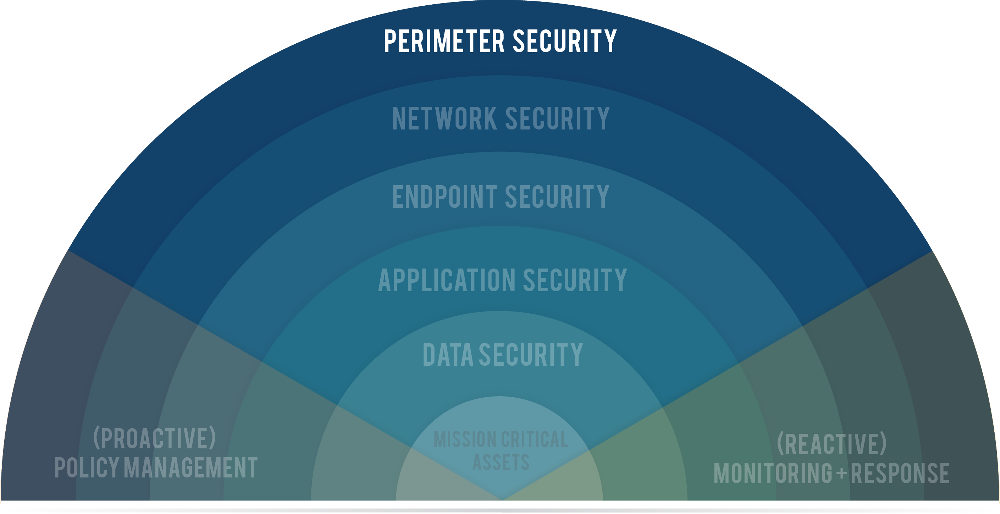 PERIMETER SECURITY
NETWORK SECURITY
ENDPOINT SECURITY
APPLICATION SECURITY
DATA SECURITY
MISSION CRITICAL
ASSETS
(PROACTIVE)
POLICY MANAGEMENT
(REACTIVE)
MONITORING + RESPONSE